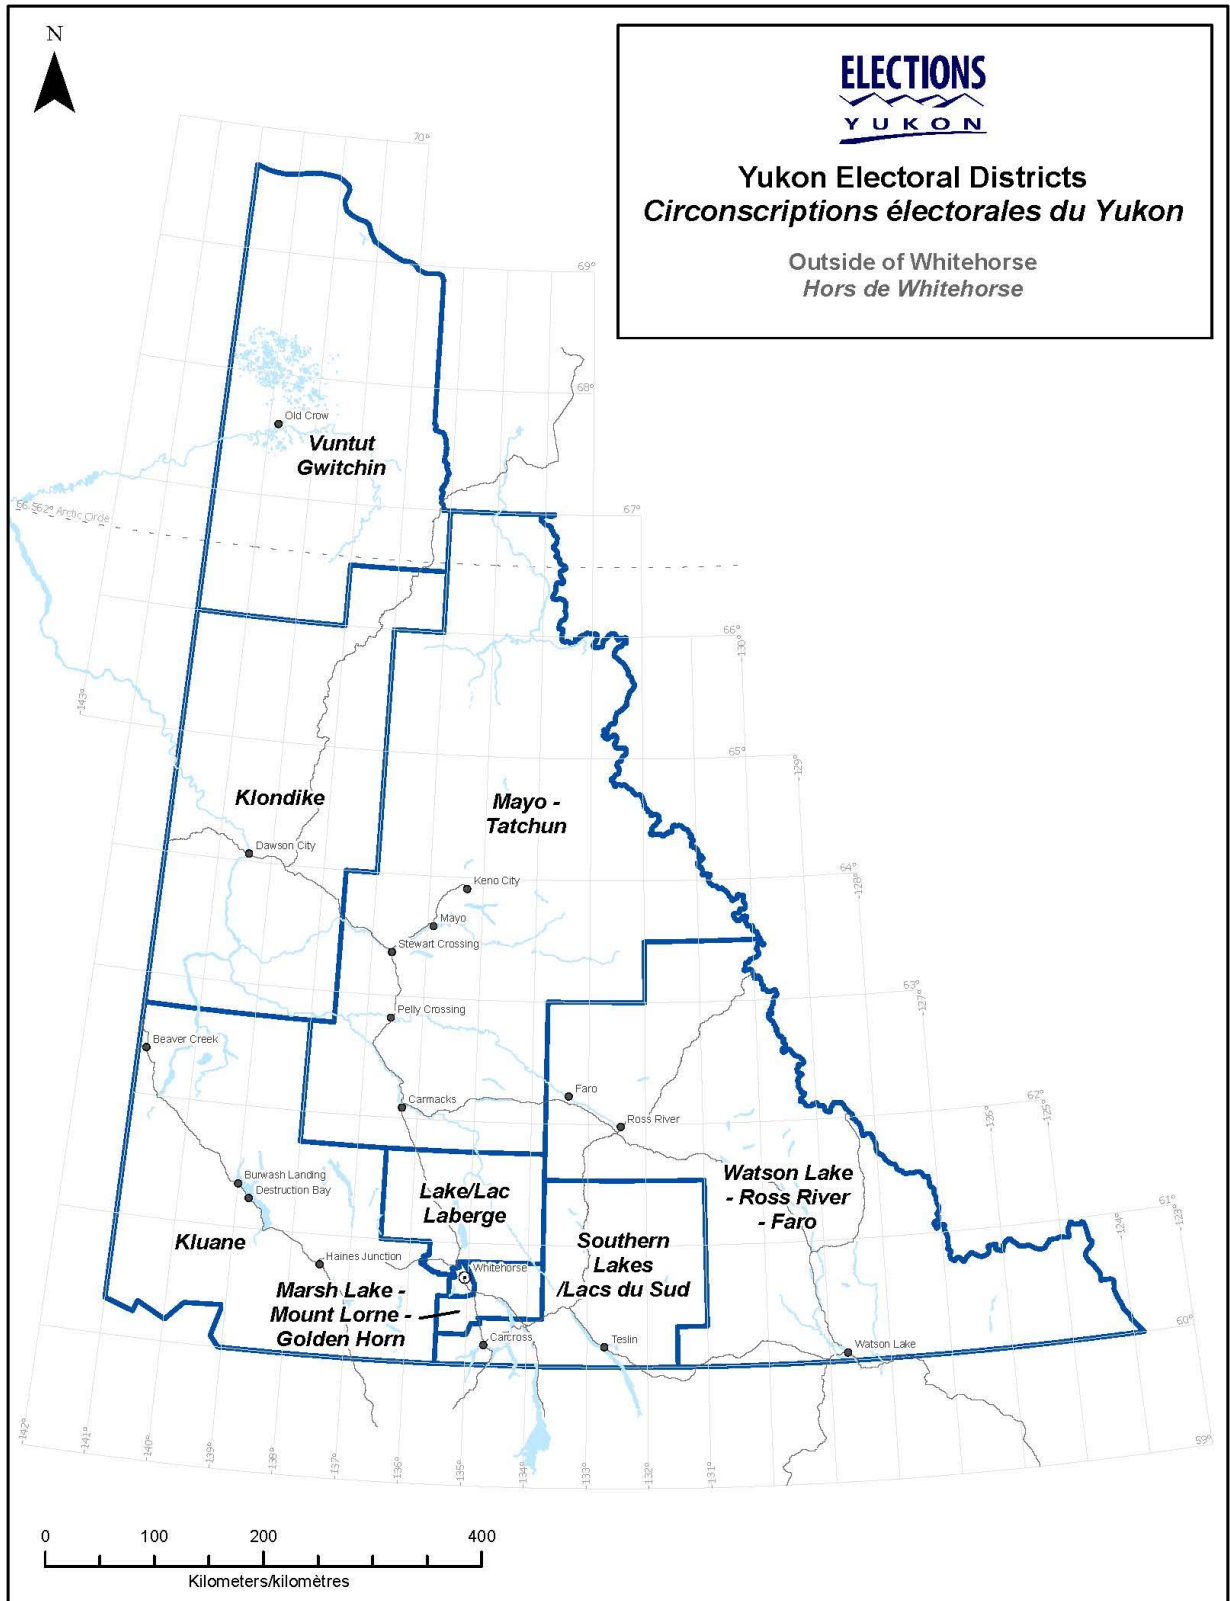 N
ELECTIONS
YUKON
Yukon Electoral Districts
Circonscriptions électorales du Yukon
Outside of Whitehorse
Hors de Whitehorse
70°
69°
68°
Old Crow
Vuntut
Gwitchin
66.562° Arctic Circle
67°
66°
-130°
-143°
65°
-129°
Klondike
Mayo -
Tatchun
Dawson City
64°
-128°
Keno City
Mayo
Stewart Crossing
63°
-127°
Pelly Crossing
Beaver Creek
Faro
Carmacks
Ross River
62°
-126°
-125°
Burwash Landing
Destruction Bay
Lake/Lac
Laberge
Watson Lake
- Ross River
- Faro
61°
-124°
-123°
Kluane
Haines Junction
Whitehorse
Southern
Lakes
/Lacs du Sud
Marsh Lake -
Mount Lorne -
Golden Horn
Carcross
Teslin
Watson Lake
60°
59°
-142°
-141°
-140°
-139°
-138°
-137°
-136°
-135°
-134°
-133°
-132°
-131°
0 100 200 400
Kilometers/kilomètres